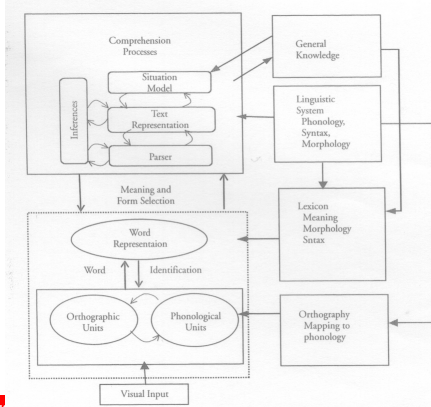 Comprehension
Processes
Situation
Model
Text
Representation
Parser
Inferences
General
Knowledge
Linguistic
System
Phonology,
Syntax,
Morphology
Meaning and
Form Selection
Lexicon
Meaning
Morphology
Sntax
Word
Representaion
Word Identification
Orthographic
Units
Phonological
Units
Orthography
Mapping to
phonology
Visual Input